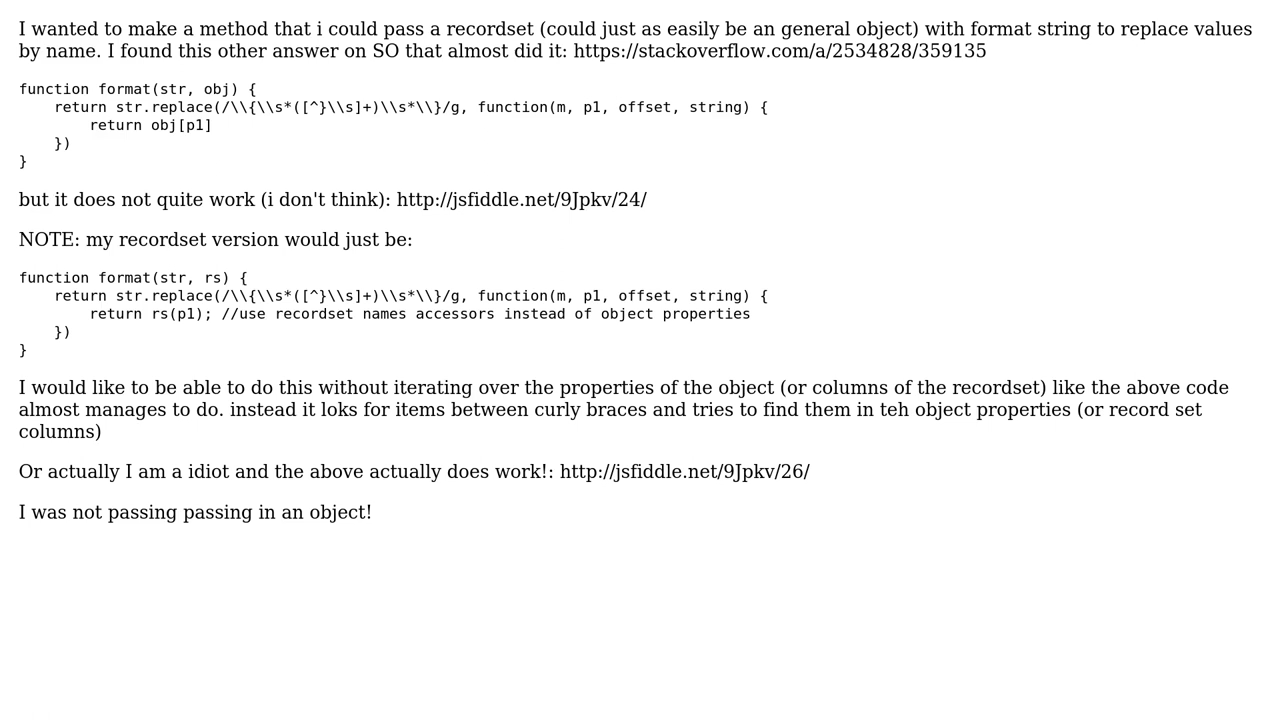 I wanted to make a method that i could pass a recordset (could just as easily be an general object) with format string to replace values
by name. I found this other answer on SO that almost did it: https://stackoverflow.com/a/2534828/359135
function format(str, obj) {
    return str.replace(/\\{\\s*([^}\\s]+)\\s*\\}/g, function(m, p1, offset, string) {
        return obj[p1]
    })
}
but it does not quite work (i don't think): http://jsfiddle.net/9Jpkv/24/
NOTE: my recordset version would just be:
function format(str, rs) {
    return str.replace(/\\{\\s*([^}\\s]+)\\s*\\}/g, function(m, p1, offset, string) {
        return rs(p1); //use recordset names accessors instead of object properties
    })
}
I would like to be able to do this without iterating over the properties of the object (or columns of the recordset) like the above code
almost manages to do. instead it loks for items between curly braces and tries to find them in teh object properties (or record set
columns)
Or actually I am a idiot and the above actually does work!: http://jsfiddle.net/9Jpkv/26/
I was not passing passing in an object!